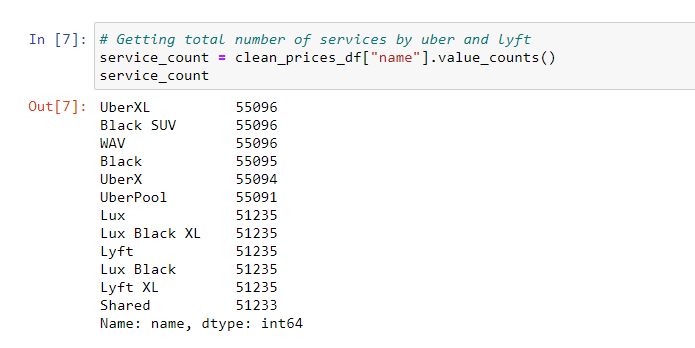 In [7]: # Getting total number of services by uber and lyft
service_count = clean_prices_df["name"].value_counts()
service_count
Out[7]: UberXL 55096
Black SUV 55096
WAV 55096
Black 55095
UberX 55094
UberPool 55091
Lux 51235
Lux Black XL 51235
Lyft 51235
Lux Black 51235
Lyft XL 51235
Shared 51233
Name: name, dtype: int64